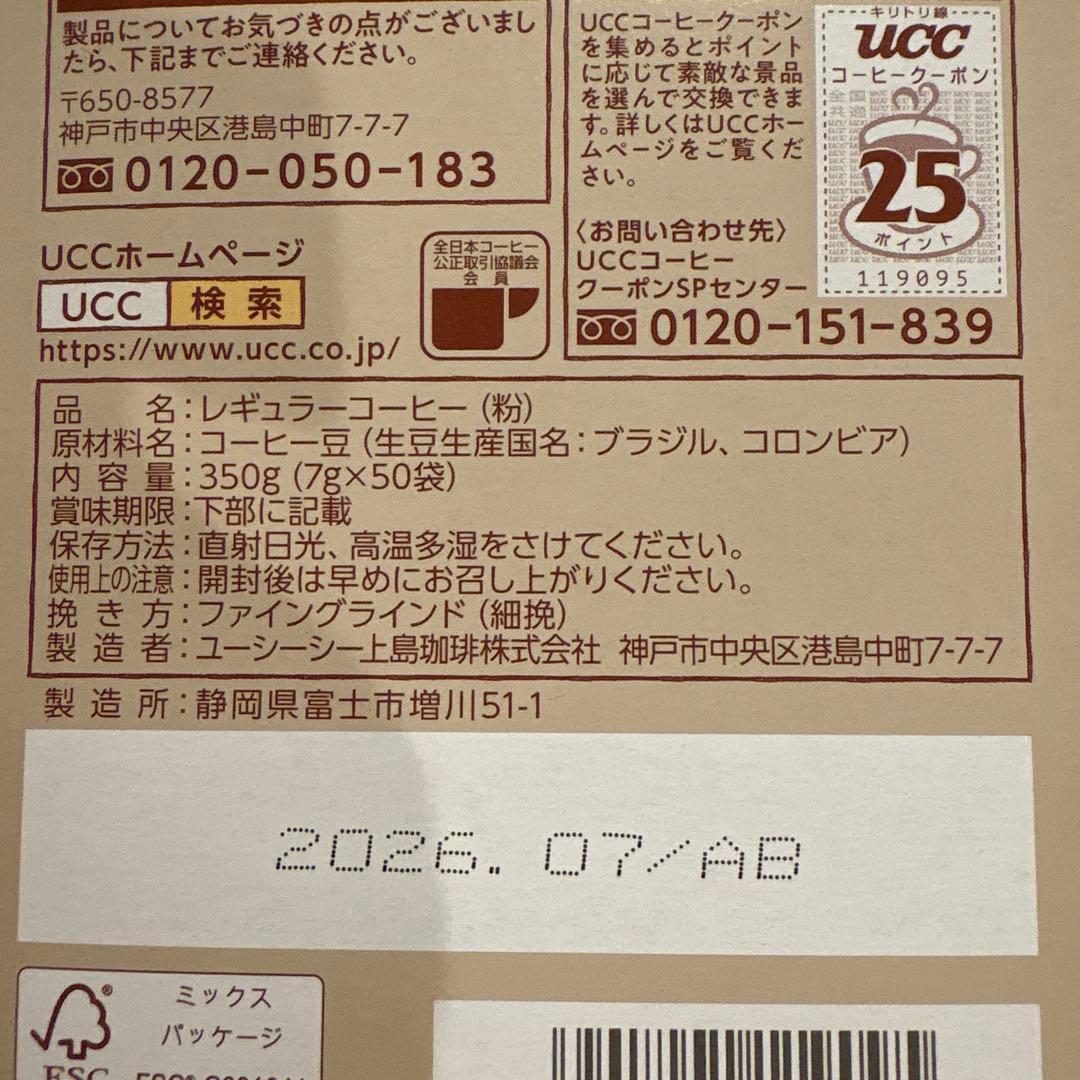 製品についてお気づきの点がございまし
たら、下記までご連絡ください。
〒650-8577
神戸市中央区港島中町7-7-7
0120-050-183
UCCホームページ
UCC 検索
https://www.ucc.co.jp/
全日本コーヒー
公正取引協議会
会員
UCCコーヒークーポン
を集めるとポイント
に応じて素敵な景品
を選んで交換できま
す。詳しくはUCCホー
ムページをご覧くだ
さい。
キリトリ線
UCC
コーヒークーポン
全国
共通
25
ポイント
119095
〈お問い合わせ先〉
UCCコーヒー
クーポンSPセンター
0120-151-839
品名：レギュラーコーヒー（粉）
原材料名：コーヒー豆（生豆生産国名：ブラジル、コロンビア）
内容量：350g（7g×50袋）
賞味期限：下部に記載
保存方法：直射日光、高温多湿をさけてください。
使用上の注意：開封後は早めにお召し上がりください。
挽き方：ファイングラインド（細挽）
製造者：ユーシーシー上島珈琲株式会社 神戸市中央区港島中町7-7-7
製造所：静岡県富士市増川51-1
2026. 07/AB
ミックス
パッケージ
FSC